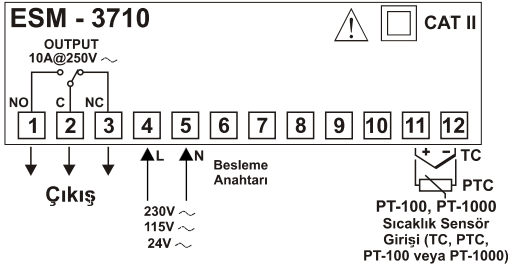 ESM - 3710
CAT II
OUTPUT
10A@250V ~
NO C NC
1 2 3 4 5 6 7 8 9 10 11 12
L N
+ - TC
Çıkış
Besleme
Anahtarı
PTC
230V ~
115V ~
24V ~
PT-100, PT-1000
Sıcaklık Sensör
Girişi (TC, PTC,
PT-100 veya PT-1000)